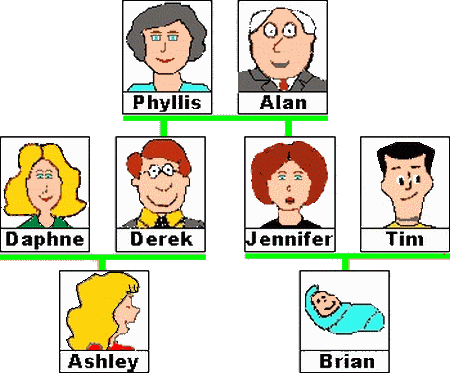 Phyllis Alan
Daphne Derek Jennifer Tim
Ashley Brian